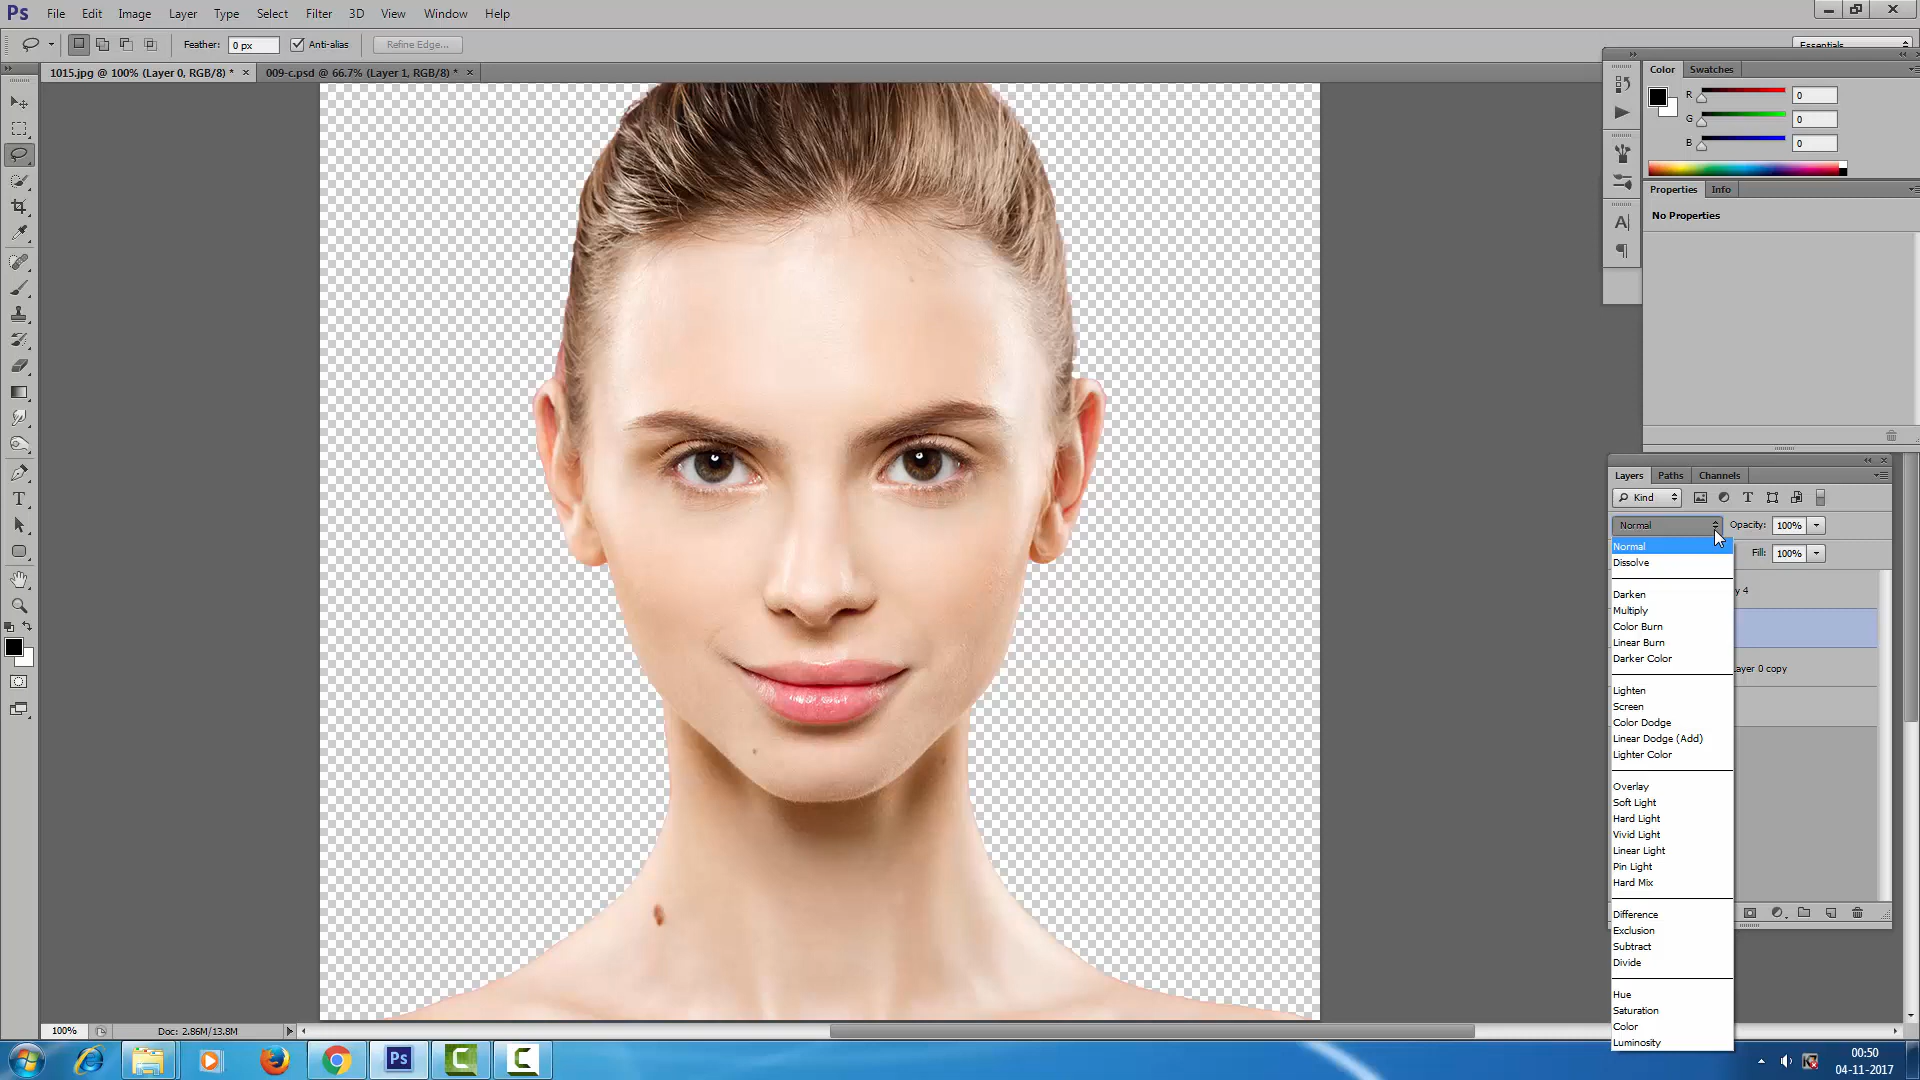 Ps File Edit Image Layer Type Select Filter 3D View Window Help
Feather: 0 px Anti-alias Refine Edge...
Essentials
1015.jpg @ 100% (Layer 0, RGB/8) * × 009-c.psd @ 66.7% (Layer 1, RGB/8) * ×
Color Swatches
R 0
G 0
B 0
Properties Info
No Properties
Layers Paths Channels
Kind
Normal Opacity: 100%
Fill: 100%
Normal
Dissolve
Darken
Multiply
Color Burn
Linear Burn
Darker Color
Lighten
Screen
Color Dodge
Linear Dodge (Add)
Lighter Color
Overlay
Soft Light
Hard Light
Vivid Light
Linear Light
Pin Light
Hard Mix
Difference
Exclusion
Subtract
Divide
Hue
Saturation
Color
Luminosity
y 4
ayer 0 copy
100% Doc: 2.86M/13.8M
Ps
00:50
04-11-2017